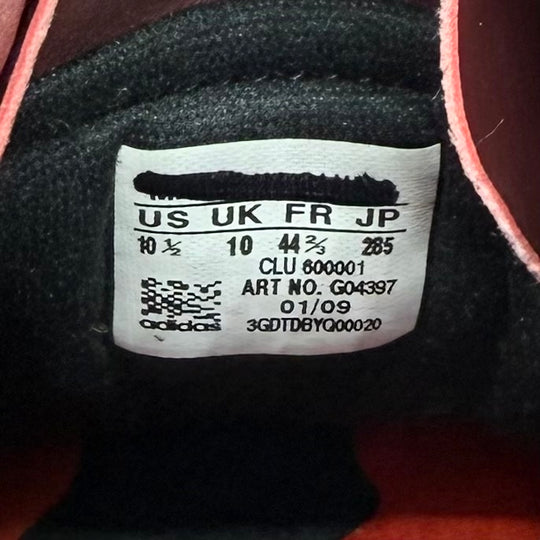 US UK FR JP
10 ½ 10 44 ⅔ 285
CLU 600001
ART NO. G04397
01/09
adidas 3GDTDBYQ00020